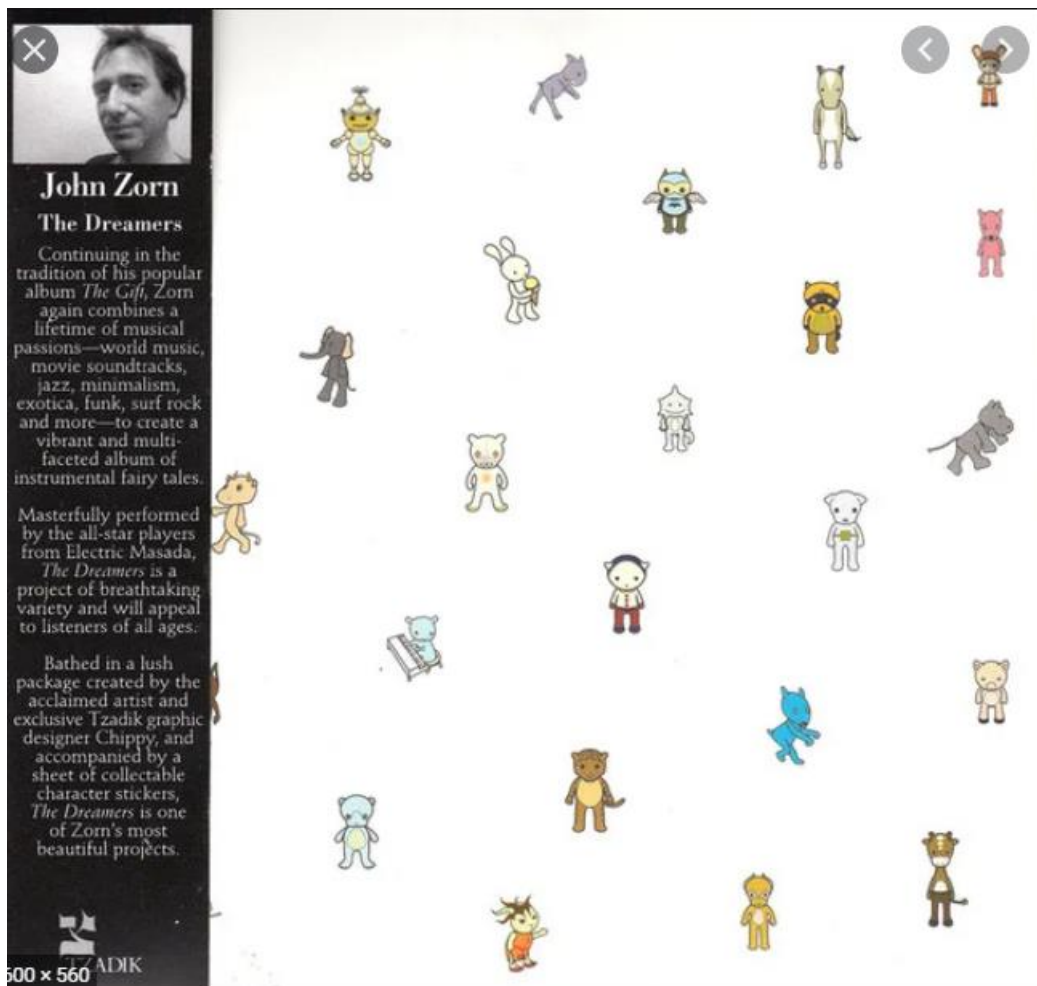 John Zorn
The Dreamers
Continuing in the
tradition of his popular
album The Gift, Zorn
again combines a
lifetime of musical
passions—world music,
movie soundtracks,
jazz, minimalism,
exotica, funk, surf rock
and more—to create a
vibrant and multi-
faceted album of
instrumental fairy tales.
Masterfully performed
by the all-star players
from Electric Masada,
The Dreamers is a
project of breathtaking
variety and will appeal
to listeners of all ages.
Bathed in a lush
package created by the
acclaimed artist and
exclusive Tzadik graphic
designer Chippy, and
accompanied by a
sheet of collectable
character stickers,
The Dreamers is one
of Zorn's most
beautiful projects.
צ
TZADIK
600 × 560